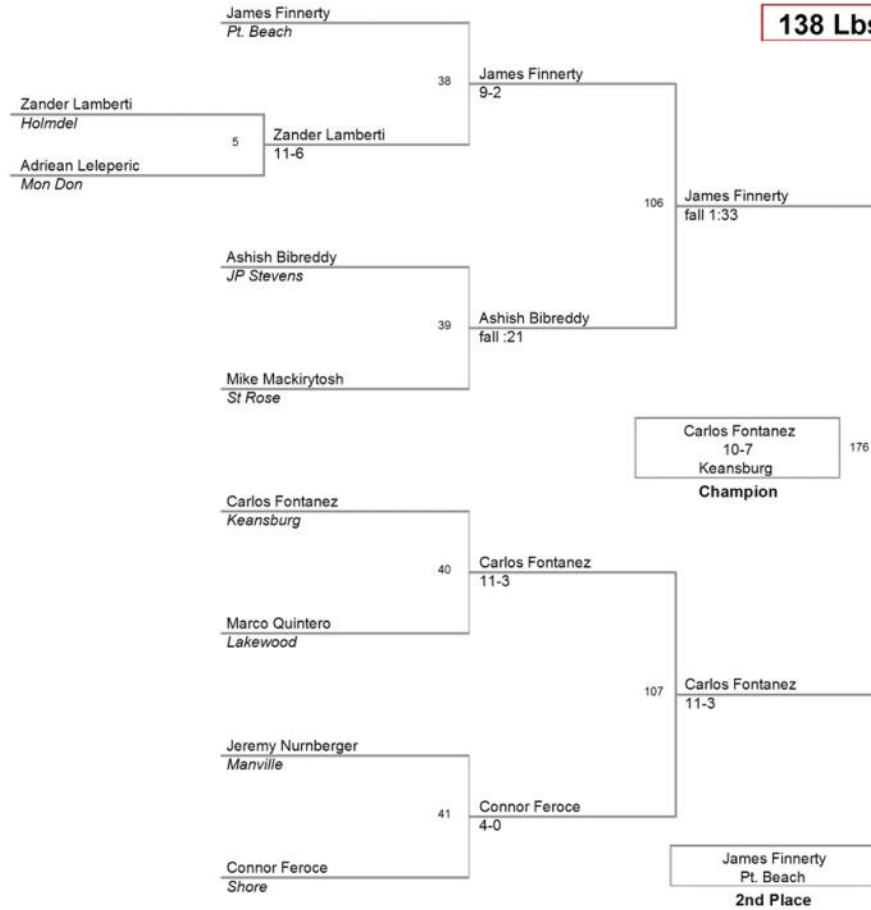 James Finnerty
Pt. Beach
138 Lbs
38
James Finnerty
9-2
Zander Lamberti
Holmdel
5
Zander Lamberti
11-6
Adriean Leleperic
Mon Don
106
James Finnerty
fall 1:33
Ashish Bibreddy
JP Stevens
39
Ashish Bibreddy
fall :21
Mike Mackirytosh
St Rose
Carlos Fontanez
10-7
Keansburg
176
Champion
Carlos Fontanez
Keansburg
40
Carlos Fontanez
11-3
Marco Quintero
Lakewood
107
Carlos Fontanez
11-3
Jeremy Nurnberger
Manville
41
Connor Feroce
4-0
Connor Feroce
Shore
James Finnerty
Pt. Beach
2nd Place